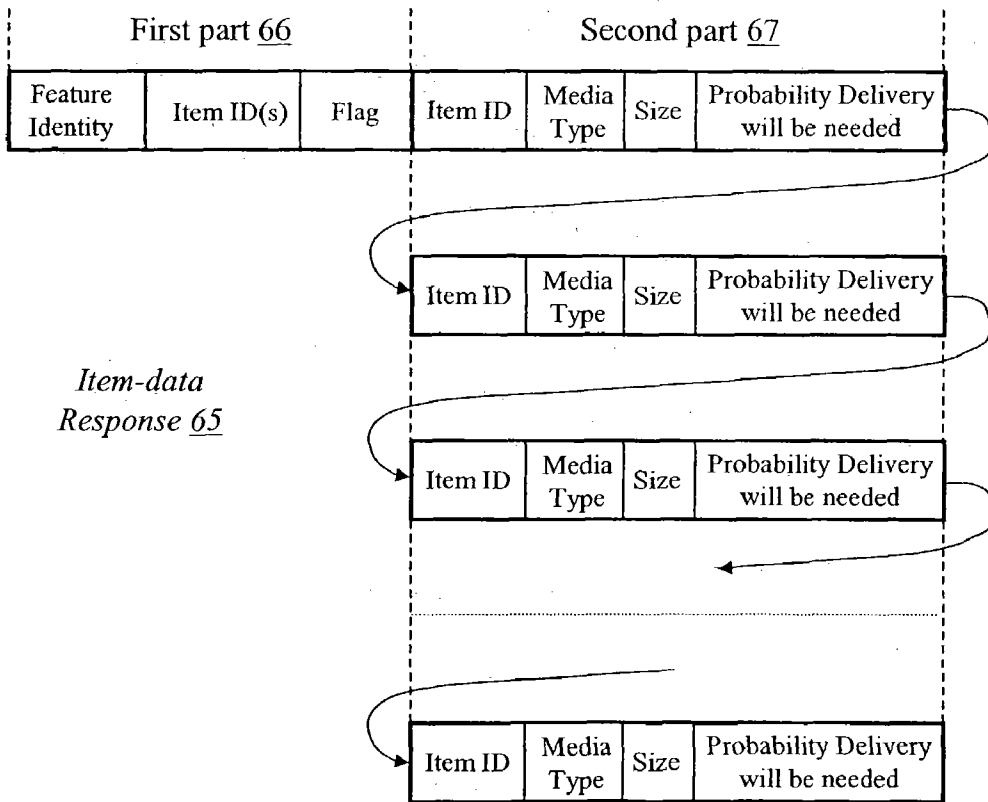 First part 66
Second part 67
Feature Identity
Item ID(s)
Flag
Item ID
Media Type
Size
Probability Delivery will be needed
Item ID
Media Type
Size
Probability Delivery will be needed
Item-data
Response 65
Item ID
Media Type
Size
Probability Delivery will be needed
Item ID
Media Type
Size
Probability Delivery will be needed